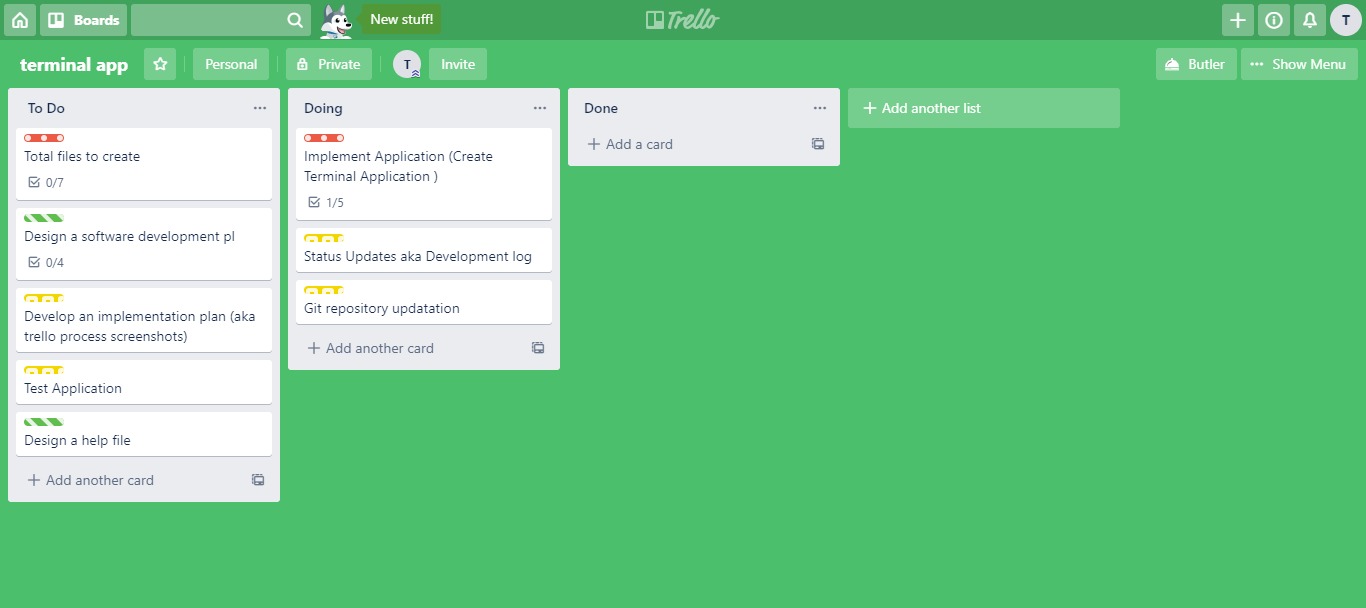 Boards
New stuff!
Trello
T
terminal app
Personal
Private
T
Invite
Butler
Show Menu
To Do
Total files to create
0/7
Design a software development pl
0/4
Develop an implementation plan (aka
trello process screenshots)
Test Application
Design a help file
Add another card
Doing
Implement Application (Create
Terminal Application )
1/5
Status Updates aka Development log
Git repository updatation
Add another card
Done
Add a card
Add another list